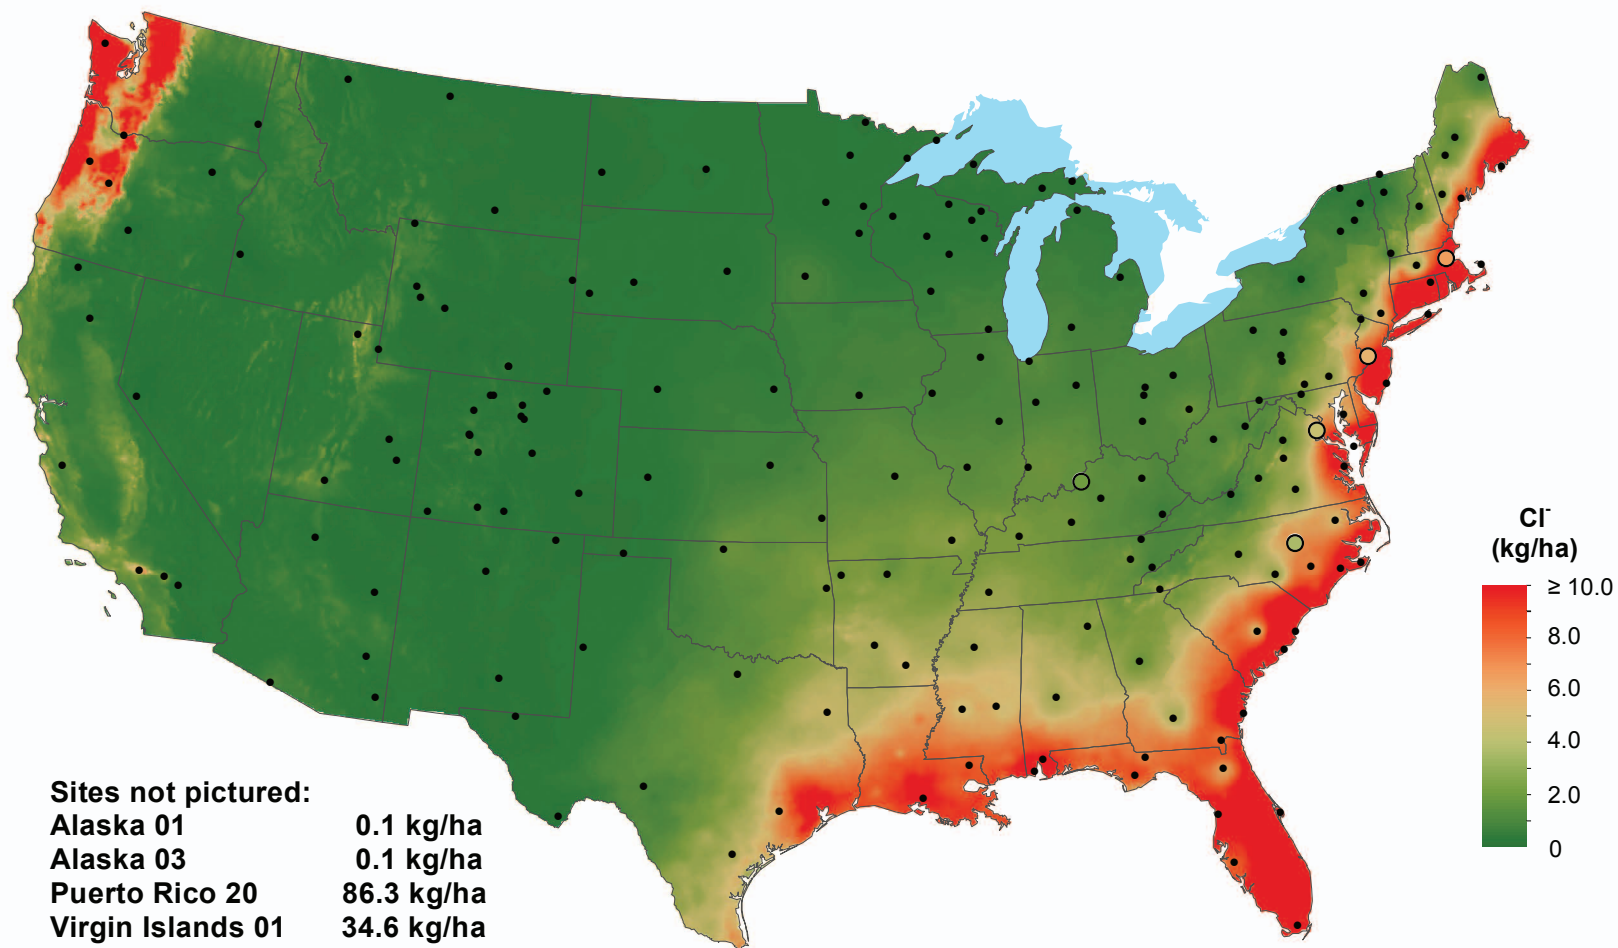 Cl-
(kg/ha)
≥ 10.0
8.0
6.0
4.0
2.0
0
Sites not pictured:
Alaska 01 0.1 kg/ha
Alaska 03 0.1 kg/ha
Puerto Rico 20 86.3 kg/ha
Virgin Islands 01 34.6 kg/ha